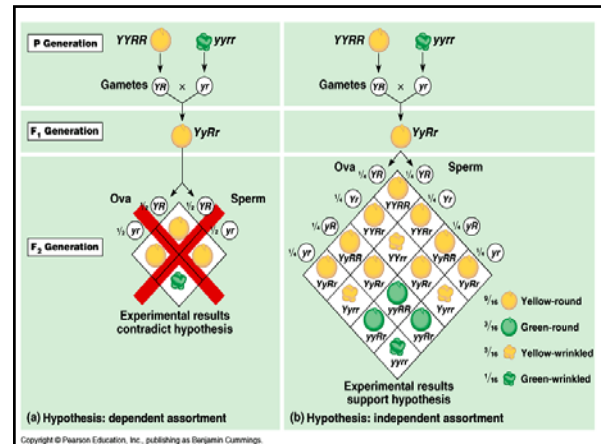 P Generation
YYRR
yyrr
Gametes YR × yr
F₁ Generation
YyRr
F₂ Generation
Ova
Sperm
½ YR
½ YR
½ yr
½ yr
Experimental results
contradict hypothesis
(a) Hypothesis: dependent assortment
YYRR
yyrr
Gametes YR × yr
YyRr
Ova
Sperm
¼ YR
¼ YR
¼ Yr
¼ Yr
¼ yR
¼ yR
¼ yr
¼ yr
YYRR
YYRr YYRr
YyRR YYrr YyRR
YyRr YyRr YyRr YyRr
Yyrr yyRR Yyrr
yyRr yyRr
yyrr
9/16 Yellow-round
3/16 Green-round
3/16 Yellow-wrinkled
1/16 Green-wrinkled
Experimental results
support hypothesis
(b) Hypothesis: independent assortment
Copyright © Pearson Education, Inc., publishing as Benjamin Cummings.